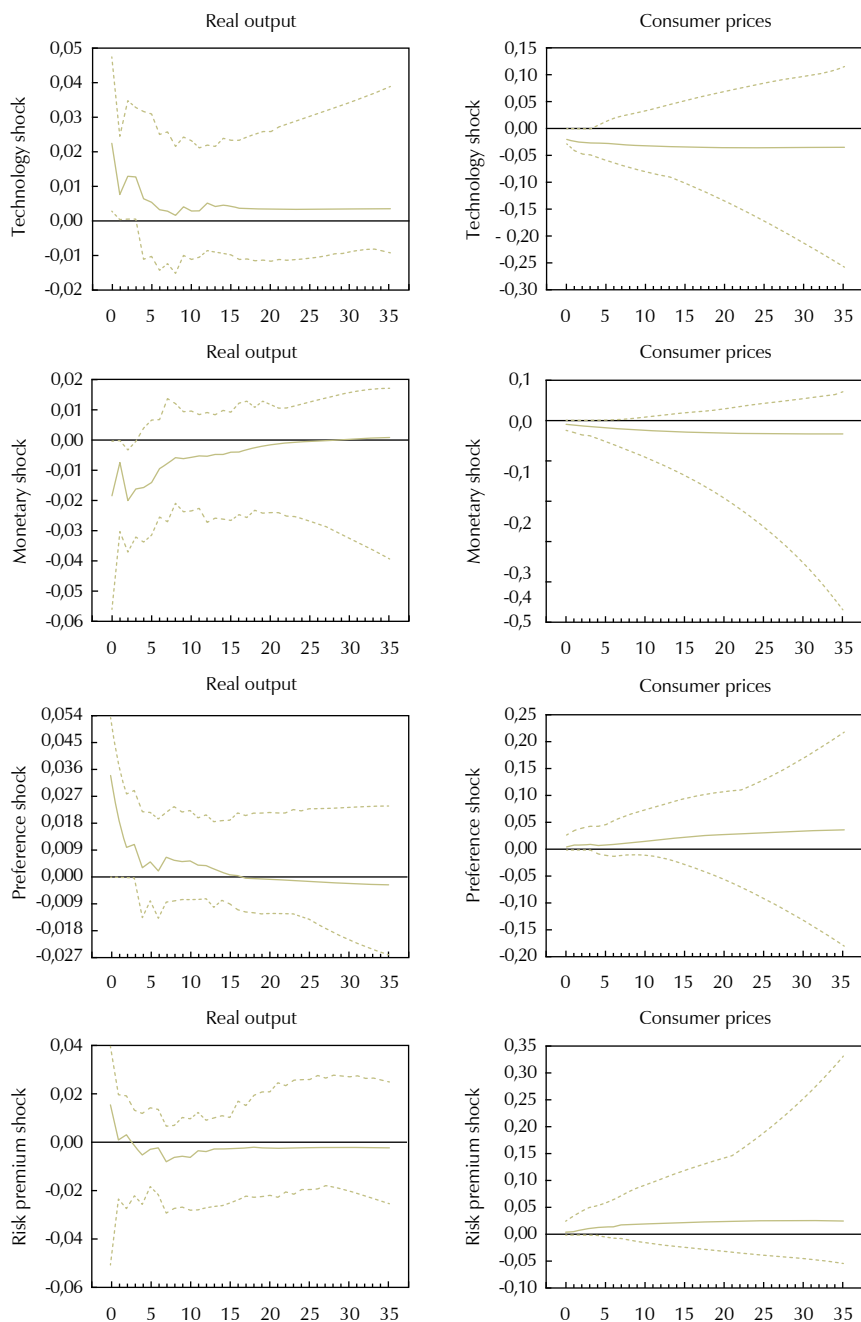 Real output
Technology shock
0,05
0,04
0,03
0,02
0,01
0,00
-0,01
-0,02
0 5 10 15 20 25 30 35
Consumer prices
Technology shock
0,15
0,10
0,05
0,00
-0,05
-0,10
-0,15
- 0,20
-0,25
-0,30
0 5 10 15 20 25 30 35
Real output
Monetary shock
0,02
0,01
0,00
-0,01
-0,02
-0,03
-0,04
-0,05
-0,06
0 5 10 15 20 25 30 35
Consumer prices
Monetary shock
0,1
0,0
-0,1
-0,2
-0,3
-0,4
-0,5
0 5 10 15 20 25 30 35
Real output
Preference shock
0,054
0,045
0,036
0,027
0,018
0,009
0,000
-0,009
-0,018
-0,027
0 5 10 15 20 25 30 35
Consumer prices
Preference shock
0,25
0,20
0,15
0,10
0,05
0,00
-0,05
-0,10
-0,15
-0,20
0 5 10 15 20 25 30 35
Real output
Risk premium shock
0,04
0,02
0,00
-0,02
-0,04
-0,06
0 5 10 15 20 25 30 35
Consumer prices
Risk premium shock
0,35
0,30
0,25
0,20
0,15
0,10
0,05
0,00
-0,05
-0,10
0 5 10 15 20 25 30 35